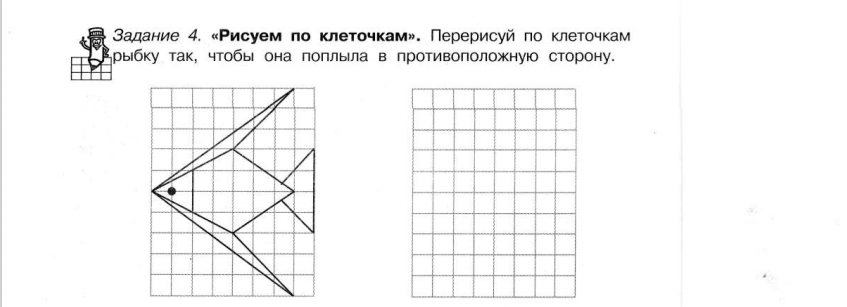 Задание 4. «Рисуем по клеточкам». Перерисуй по клеточкам
рыбку так, чтобы она поплыла в противоположную сторону.